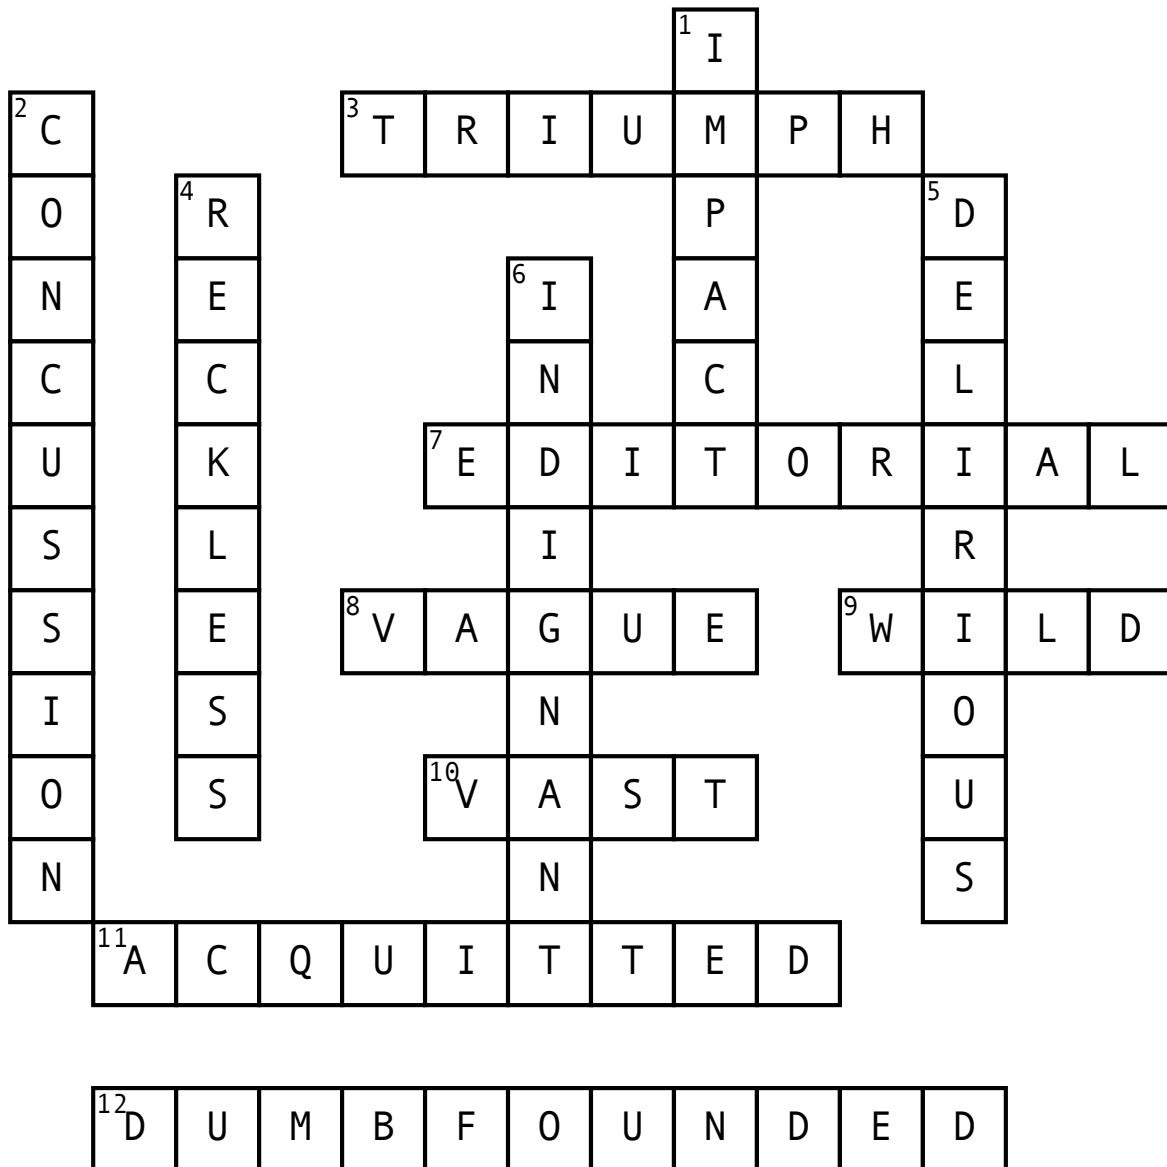 1 I
2 C 3 T R I U M P H
O 4 R P 5 D
N E 6 I A E
C C N C L
U K 7 E D I T O R I A L
S L I R
S E 8 V A G U E 9 W I L D
I S N O
O S 10 V A S T U
N N S
11 A C Q U I T T E D
12 D U M B F O U N D E D